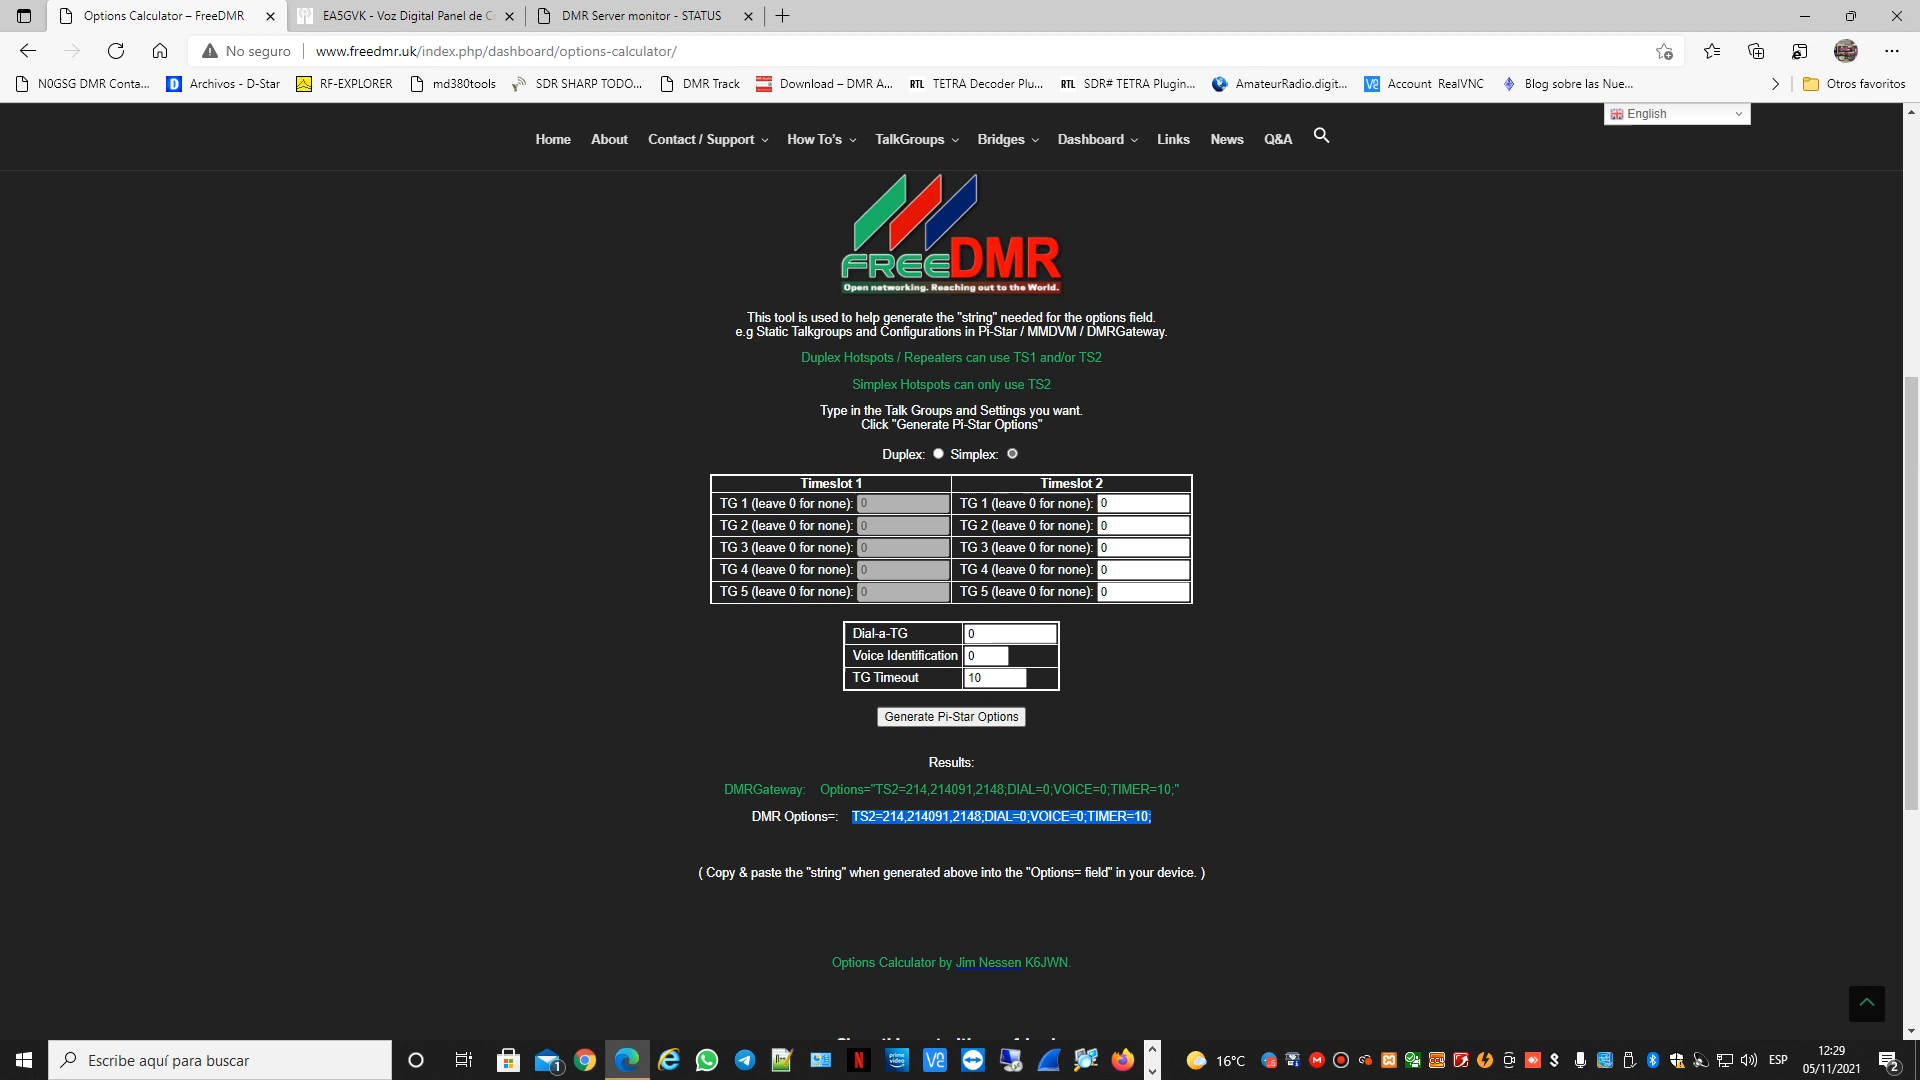 Options Calculator – FreeDMR
EA5GVK - Voz Digital Panel de C
DMR Server monitor - STATUS
No seguro
www.freedmr.uk/index.php/dashboard/options-calculator/
N0GSG DMR Conta...
Archivos - D-Star
RF-EXPLORER
md380tools
SDR SHARP TODO...
DMR Track
Download – DMR A...
RTL TETRA Decoder Plu...
RTL SDR# TETRA Plugin...
AmateurRadio.digit...
Account RealVNC
Blog sobre las Nue...
Otros favoritos
English
Home
About
Contact / Support
How To's
TalkGroups
Bridges
Dashboard
Links
News
Q&A
FREEDMR
Open networking. Reaching out to the World.
This tool is used to help generate the "string" needed for the options field.
e.g Static Talkgroups and Configurations in Pi-Star / MMDVM / DMRGateway.
Duplex Hotspots / Repeaters can use TS1 and/or TS2
Simplex Hotspots can only use TS2
Type in the Talk Groups and Settings you want.
Click "Generate Pi-Star Options"
Duplex: Simplex:
Timeslot 1 Timeslot 2
TG 1 (leave 0 for none): 0 TG 1 (leave 0 for none): 0
TG 2 (leave 0 for none): 0 TG 2 (leave 0 for none): 0
TG 3 (leave 0 for none): 0 TG 3 (leave 0 for none): 0
TG 4 (leave 0 for none): 0 TG 4 (leave 0 for none): 0
TG 5 (leave 0 for none): 0 TG 5 (leave 0 for none): 0
Dial-a-TG 0
Voice Identification 0
TG Timeout 10
Generate Pi-Star Options
Results:
DMRGateway: Options="TS2=214,214091,2148;DIAL=0;VOICE=0;TIMER=10;"
DMR Options=: TS2=214,214091,2148;DIAL=0;VOICE=0;TIMER=10;
( Copy & paste the "string" when generated above into the "Options= field" in your device. )
Options Calculator by Jim Nessen K6JWN.
Escribe aquí para buscar
1
16°C
ESP
12:29
05/11/2021
2